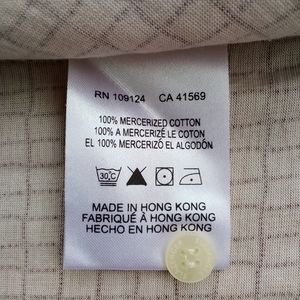 RN 109124 CA 41569
100% MERCERIZED COTTON
100% A MERCERIZÉ LE COTON
EL 100% MERCERIZÓ EL ALGODÓN
30°C
MADE IN HONG KONG
FABRIQUÉ À HONG KONG
HECHO EN HONG KONG